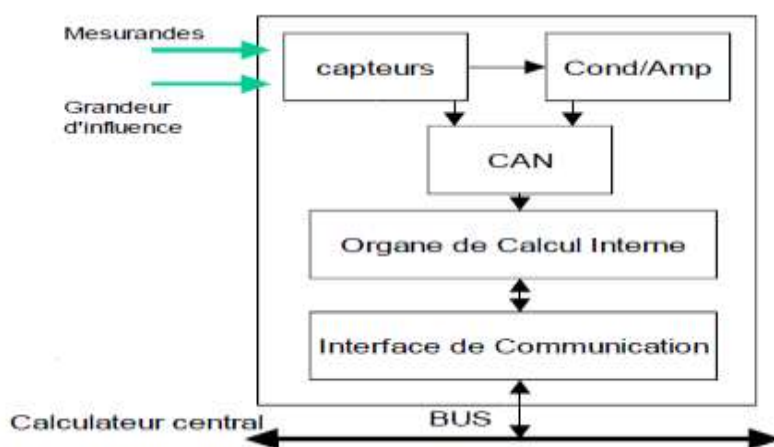 Mesurandes
capteurs
Cond/Amp
Grandeur
d'influence
CAN
Organe de Calcul Interne
Interface de Communication
Calculateur central
BUS